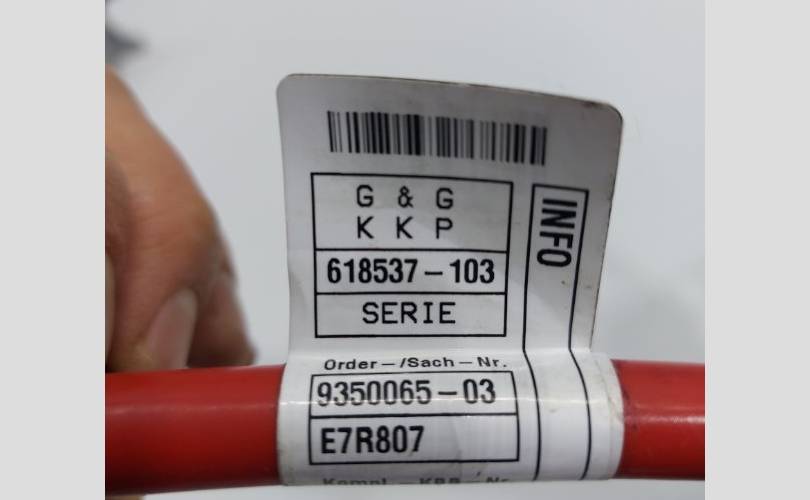 G & G
K K P
618537-103
SERIE
INFO
Order-/Sach-Nr.
9350065-03
E7R807